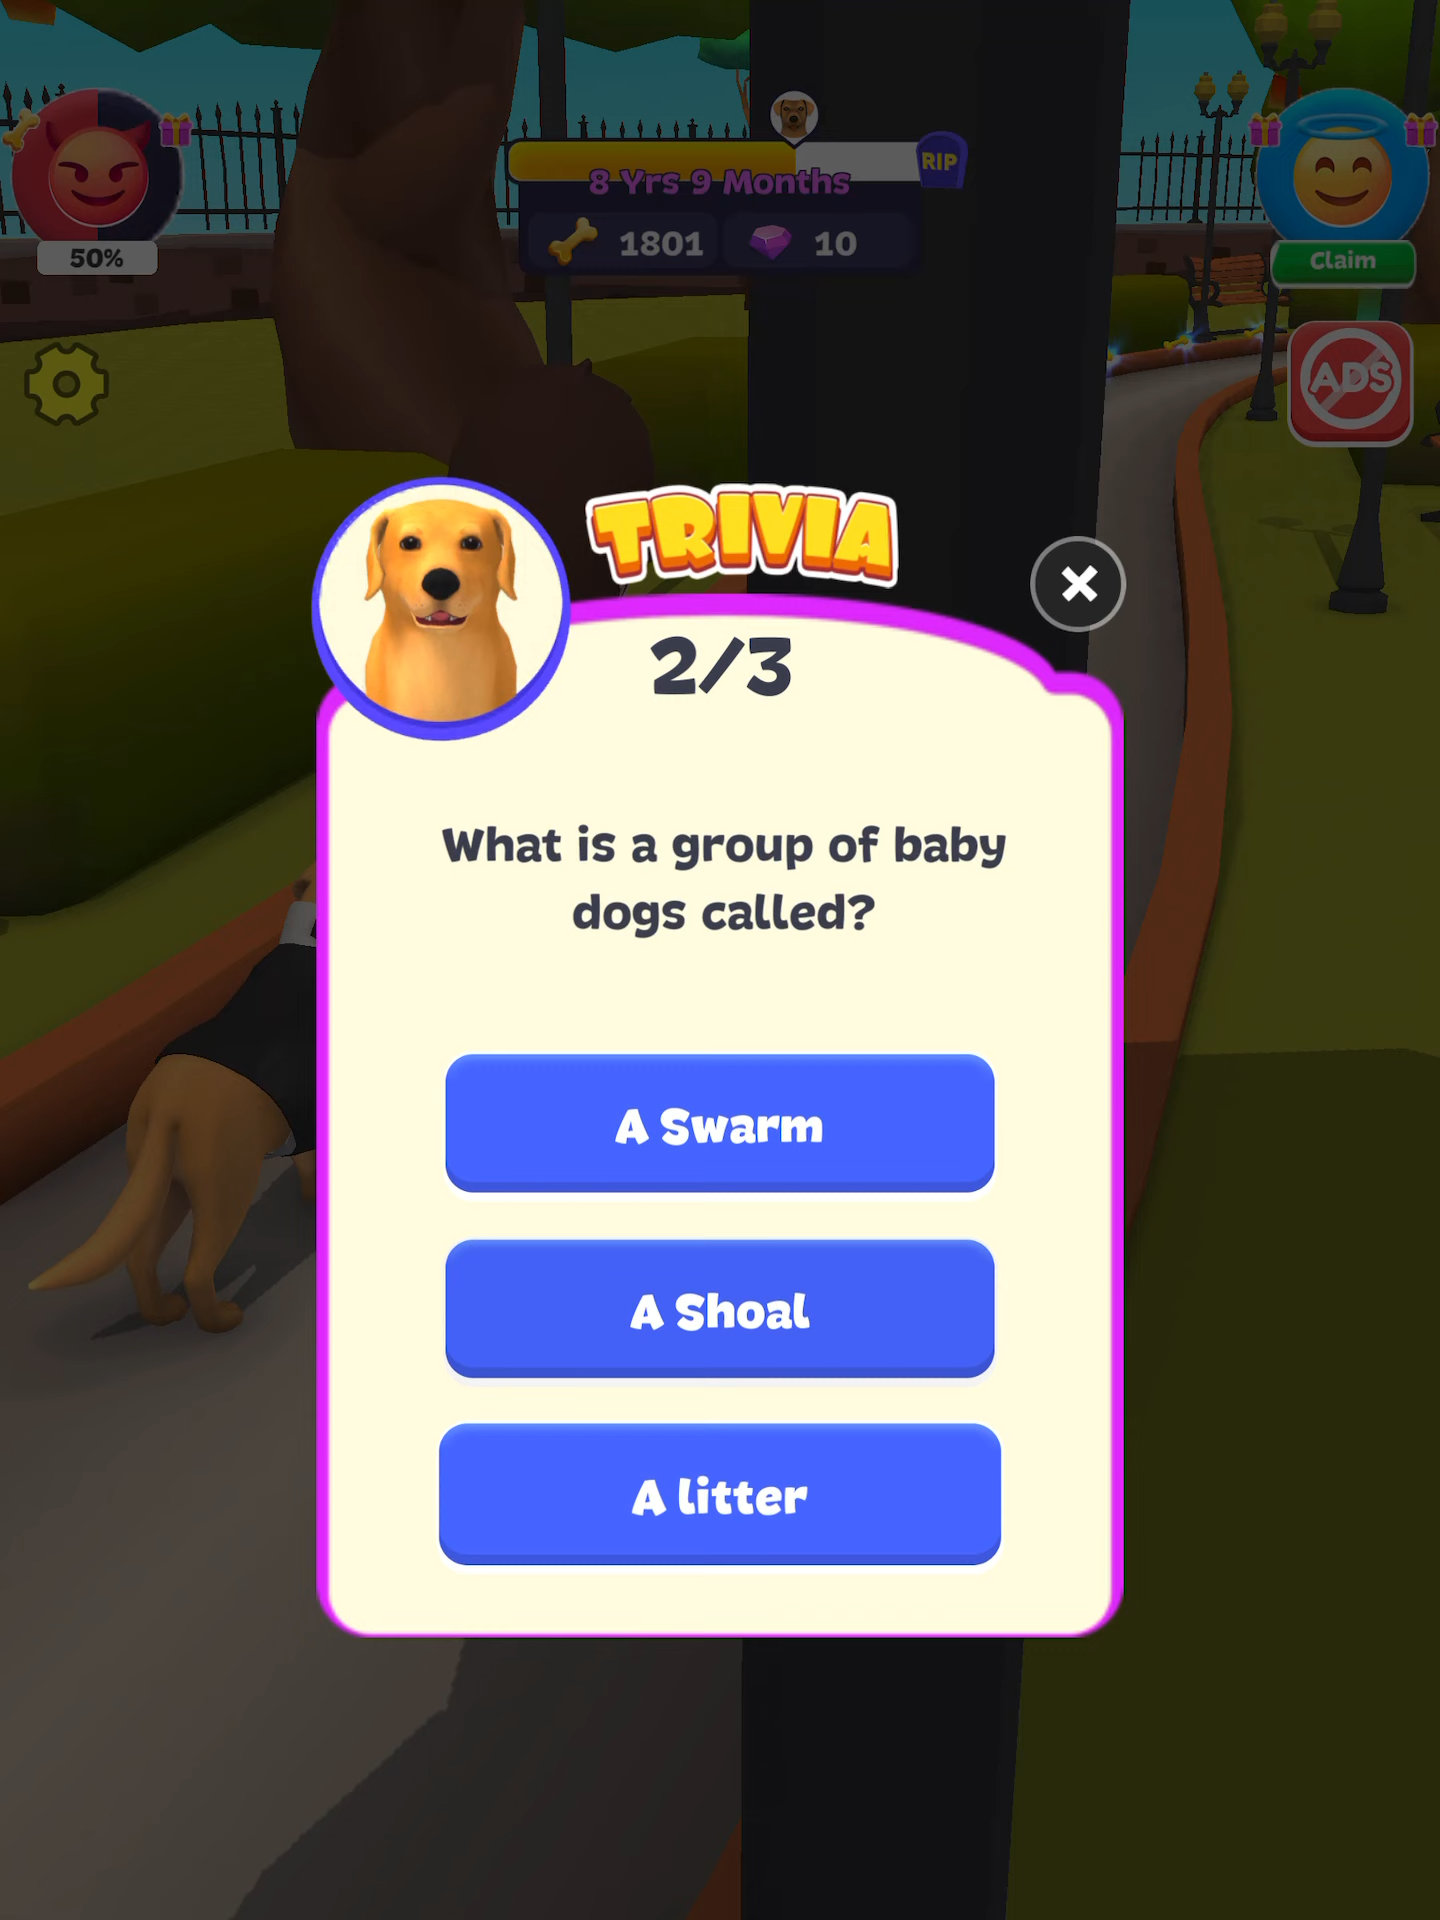 8 Yrs 9 Months
RIP
1801
10
50%
Claim
ADS
TRIVIA
2/3
What is a group of baby
dogs called?
A Swarm
A Shoal
A litter